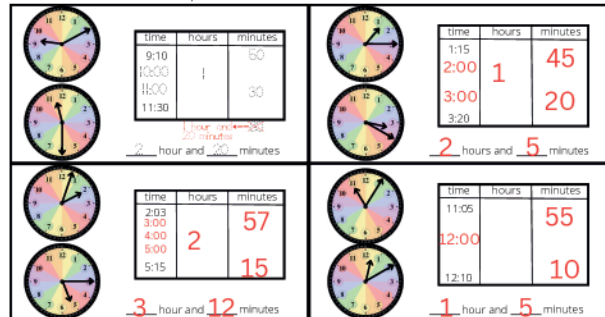 time hours minutes
9:10 50
10:00
1
11:00 30
11:30
1 hour and
20 minutes
2 hour and 20 minutes
time hours minutes
1:15 45
2:00
1
3:00 20
3:20
2 hours and 5 minutes
time hours minutes
2:03 57
3:00
4:00 2
5:00
5:15 15
3 hour and 12 minutes
time hours minutes
11:05 55
12:00
12:10 10
1 hour and 5 minutes